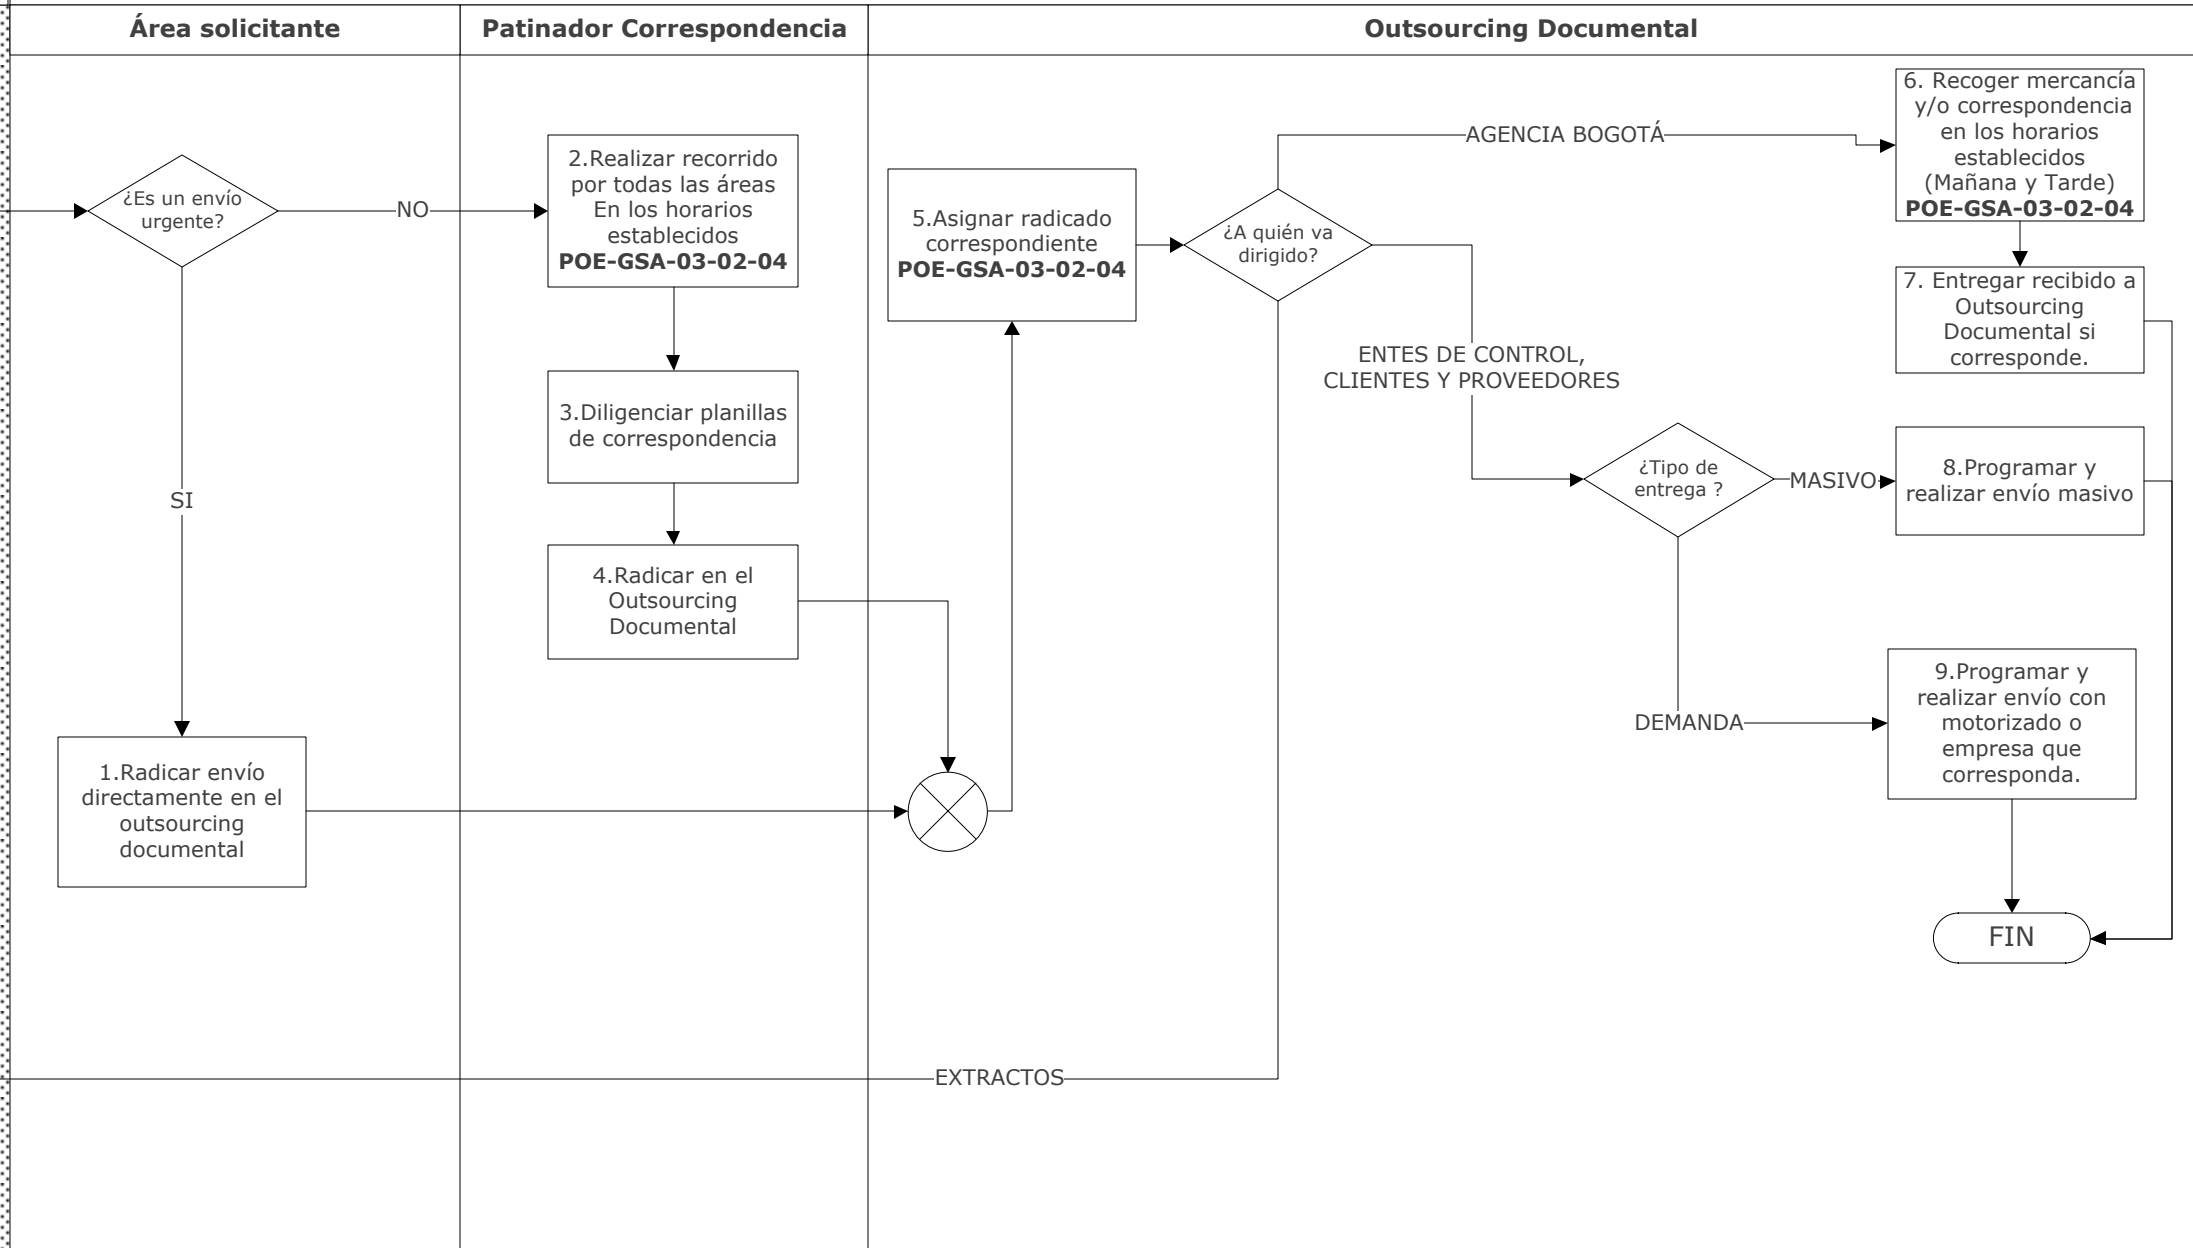 Área solicitante
Patinador Correspondencia
Outsourcing Documental
¿Es un envío
urgente?
NO
SI
1.Radicar envío
directamente en el
outsourcing
documental
2.Realizar recorrido
por todas las áreas
En los horarios
establecidos
POE-GSA-03-02-04
3.Diligenciar planillas
de correspondencia
4.Radicar en el
Outsourcing
Documental
5.Asignar radicado
correspondiente
POE-GSA-03-02-04
¿A quién va
dirigido?
AGENCIA BOGOTÁ
ENTES DE CONTROL,
CLIENTES Y PROVEEDORES
EXTRACTOS
6. Recoger mercancía
y/o correspondencia
en los horarios
establecidos
(Mañana y Tarde)
POE-GSA-03-02-04
7. Entregar recibido a
Outsourcing
Documental si
corresponde.
¿Tipo de
entrega ?
MASIVO
8.Programar y
realizar envío masivo
DEMANDA
9.Programar y
realizar envío con
motorizado o
empresa que
corresponda.
FIN